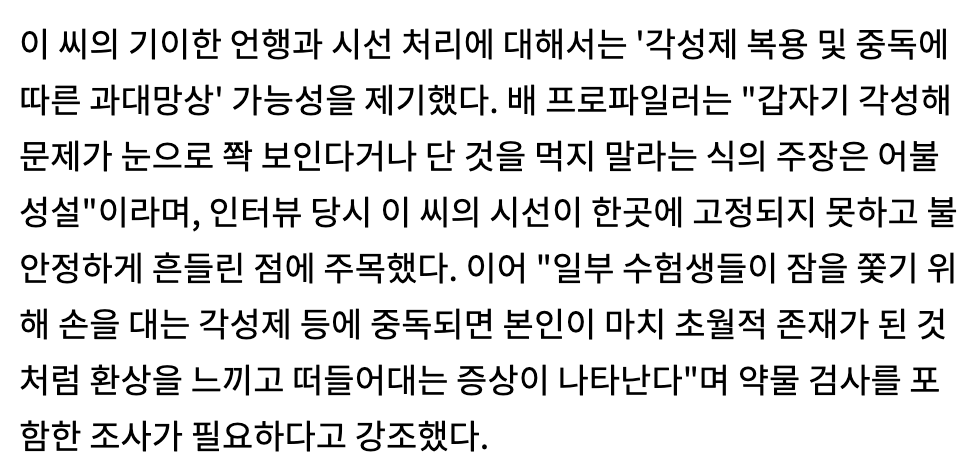 이 씨의 기이한 언행과 시선 처리에 대해서는 '각성제 복용 및 중독에
따른 과대망상' 가능성을 제기했다. 배 프로파일러는 "갑자기 각성해
문제가 눈으로 쫙 보인다거나 단 것을 먹지 말라는 식의 주장은 어불
성설"이라며, 인터뷰 당시 이 씨의 시선이 한곳에 고정되지 못하고 불
안정하게 흔들린 점에 주목했다. 이어 "일부 수험생들이 잠을 쫓기 위
해 손을 대는 각성제 등에 중독되면 본인이 마치 초월적 존재가 된 것
처럼 환상을 느끼고 떠들어대는 증상이 나타난다"며 약물 검사를 포
함한 조사가 필요하다고 강조했다.